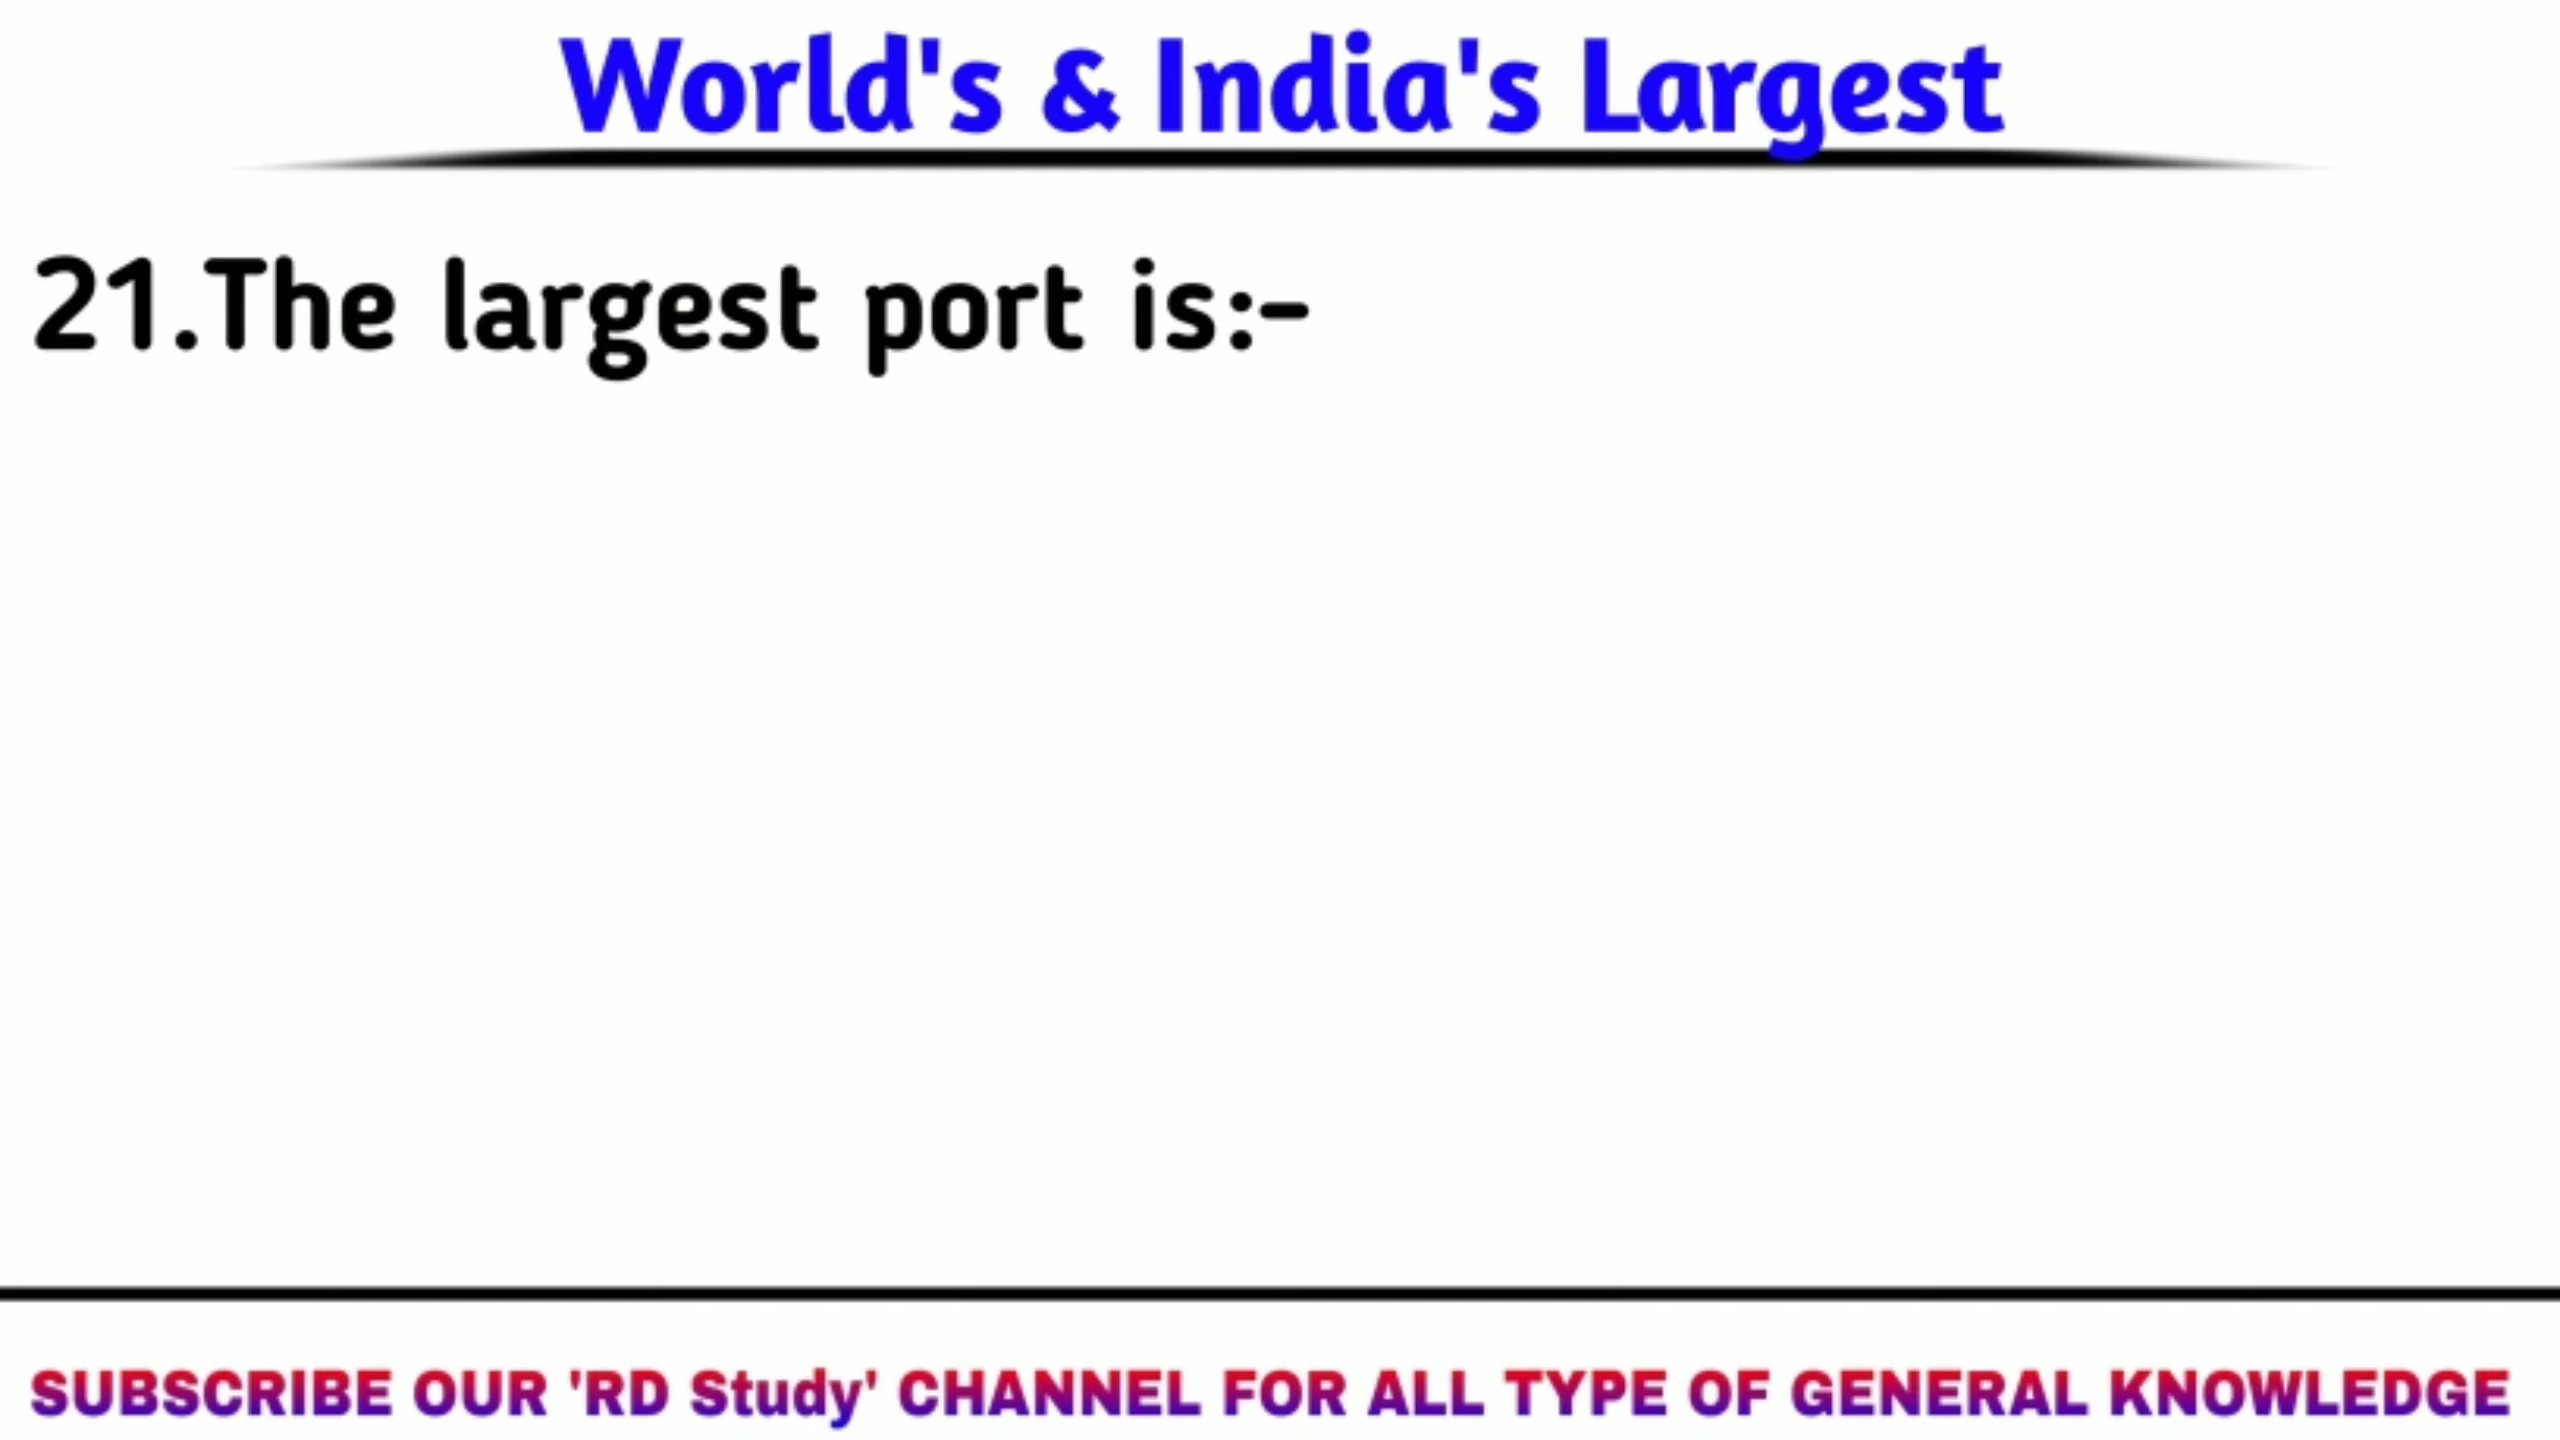 World's & India's Largest
21.The largest port is:-
SUBSCRIBE OUR 'RD Study' CHANNEL FOR ALL TYPE OF GENERAL KNOWLEDGE